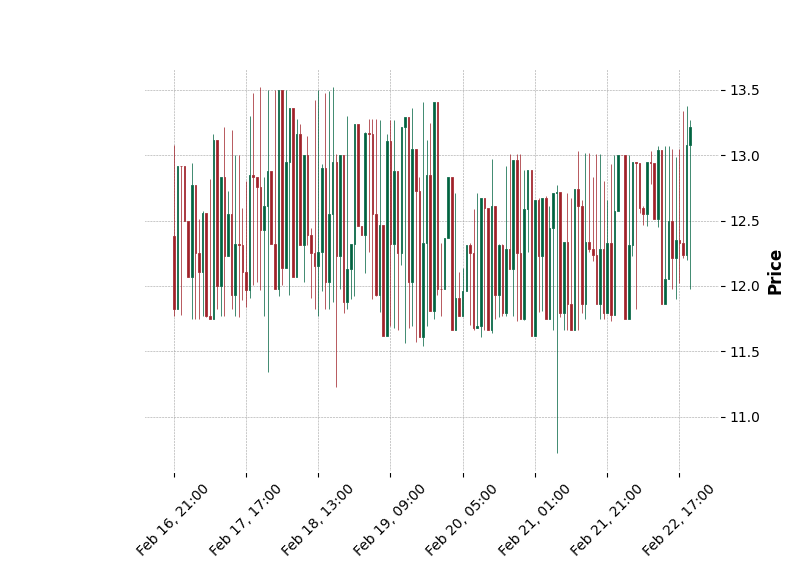 13.5
13.0
12.5
12.0
11.5
11.0
Price
Feb 16, 21:00
Feb 17, 17:00
Feb 18, 13:00
Feb 19, 09:00
Feb 20, 05:00
Feb 21, 01:00
Feb 21, 21:00
Feb 22, 17:00